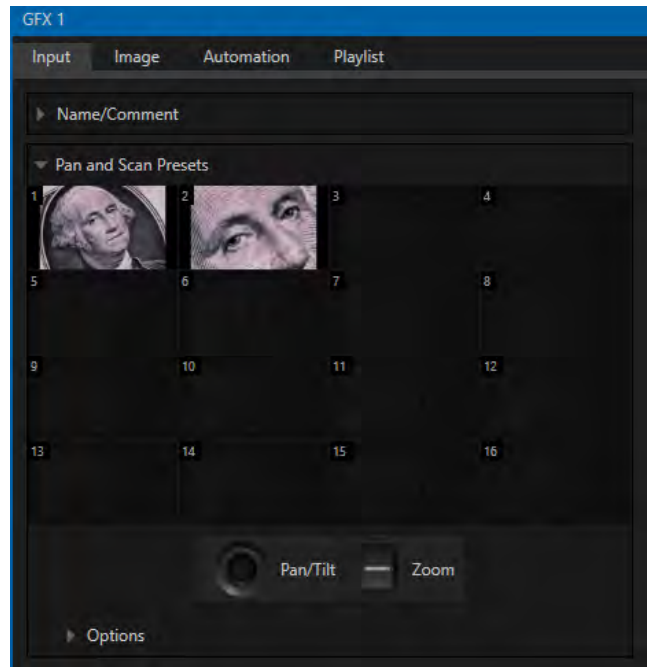 GFX 1
Input Image Automation Playlist
Name/Comment
Pan and Scan Presets
1 2 3 4
5 6 7 8
9 10 11 12
13 14 15 16
Pan/Tilt Zoom
Options